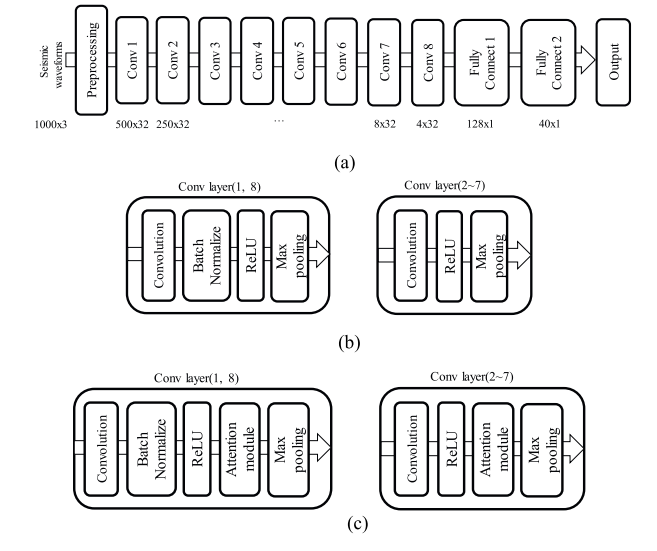 Seismic
waveforms
Preprocessing
Conv 1
Conv 2
Conv 3
Conv 4
Conv 5
Conv 6
Conv 7
Conv 8
Fully
Connect 1
Fully
Connect 2
Output
1000x3
500x32
250x32
...
8x32
4x32
128x1
40x1
(a)
Conv layer(1, 8)
Convolution
Batch
Normalize
ReLU
Max
pooling
Conv layer(2~7)
Convolution
ReLU
Max
pooling
(b)
Conv layer(1, 8)
Convolution
Batch
Normalize
ReLU
Attention
module
Max
pooling
Conv layer(2~7)
Convolution
ReLU
Attention
module
Max
pooling
(c)